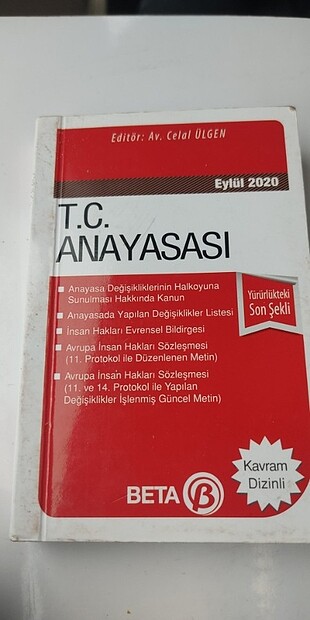 Editör: Av. Celal ÜLGEN
Eylül 2020
T.C.
ANAYASASI
Anayasa Değişikliklerinin Halkoyuna
Sunulması Hakkında Kanun
Anayasada Yapılan Değişiklikler Listesi
İnsan Hakları Evrensel Bildirgesi
Avrupa İnsan Hakları Sözleşmesi
(11. Protokol ile Düzenlenen Metin)
Avrupa İnsan Hakları Sözleşmesi
(11. ve 14. Protokol ile Yapılan
Değişiklikler İşlenmiş Güncel Metin)
Yürürlükteki
Son Şekli
Kavram
Dizinli
BETA B